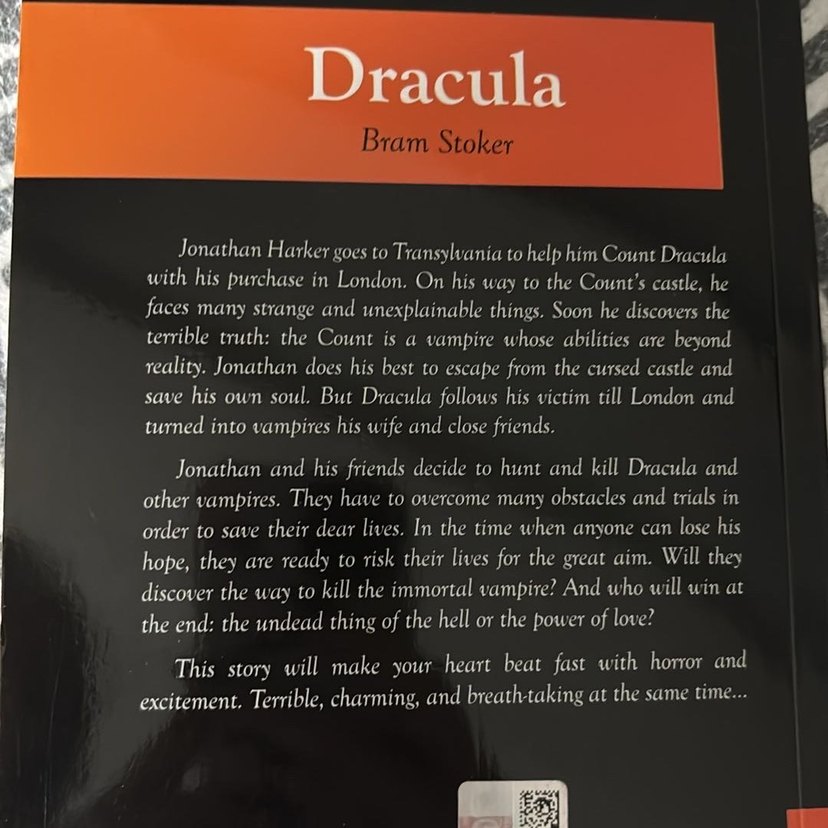 Dracula
Bram Stoker
Jonathan Harker goes to Transylvania to help him Count Dracula
with his purchase in London. On his way to the Count's castle, he
faces many strange and unexplainable things. Soon he discovers the
terrible truth: the Count is a vampire whose abilities are beyond
reality. Jonathan does his best to escape from the cursed castle and
save his own soul. But Dracula follows his victim till London and
turned into vampires his wife and close friends.
Jonathan and his friends decide to hunt and kill Dracula and
other vampires. They have to overcome many obstacles and trials in
order to save their dear lives. In the time when anyone can lose his
hope, they are ready to risk their lives for the great aim. Will they
discover the way to kill the immortal vampire? And who will win at
the end: the undead thing of the hell or the power of love?
This story will make your heart beat fast with horror and
excitement. Terrible, charming, and breath-taking at the same time...